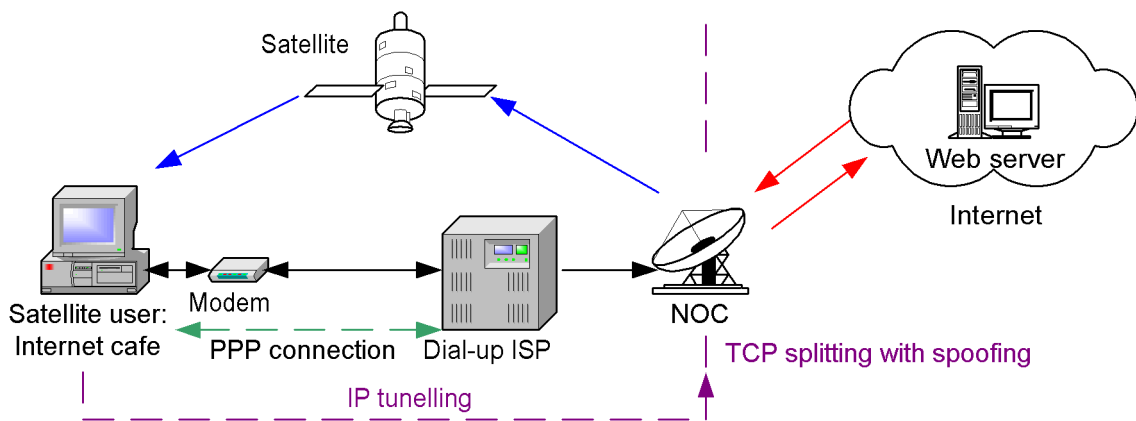 Satellite
Web server
Internet
Modem
NOC
Satellite user:
Internet cafe
PPP connection
Dial-up ISP
TCP splitting with spoofing
IP tunelling